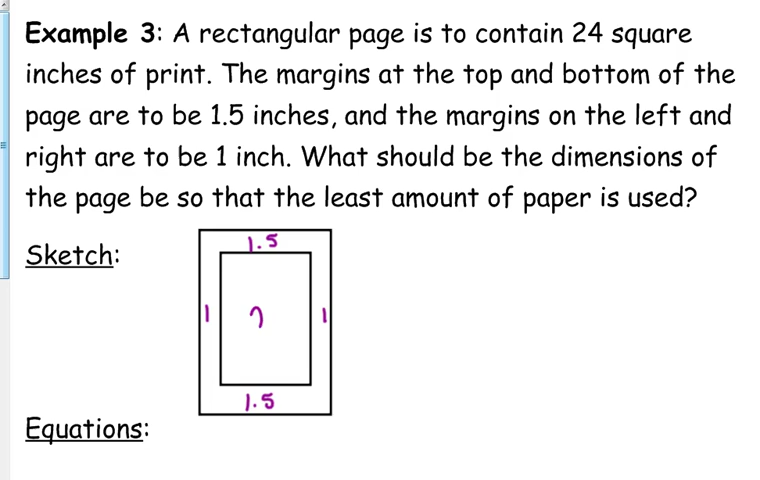 Example 3: A rectangular page is to contain 24 square
inches of print. The margins at the top and bottom of the
page are to be 1.5 inches, and the margins on the left and
right are to be 1 inch. What should be the dimensions of
the page be so that the least amount of paper is used?
Sketch:
1.5
1
1
1.5
Equations: